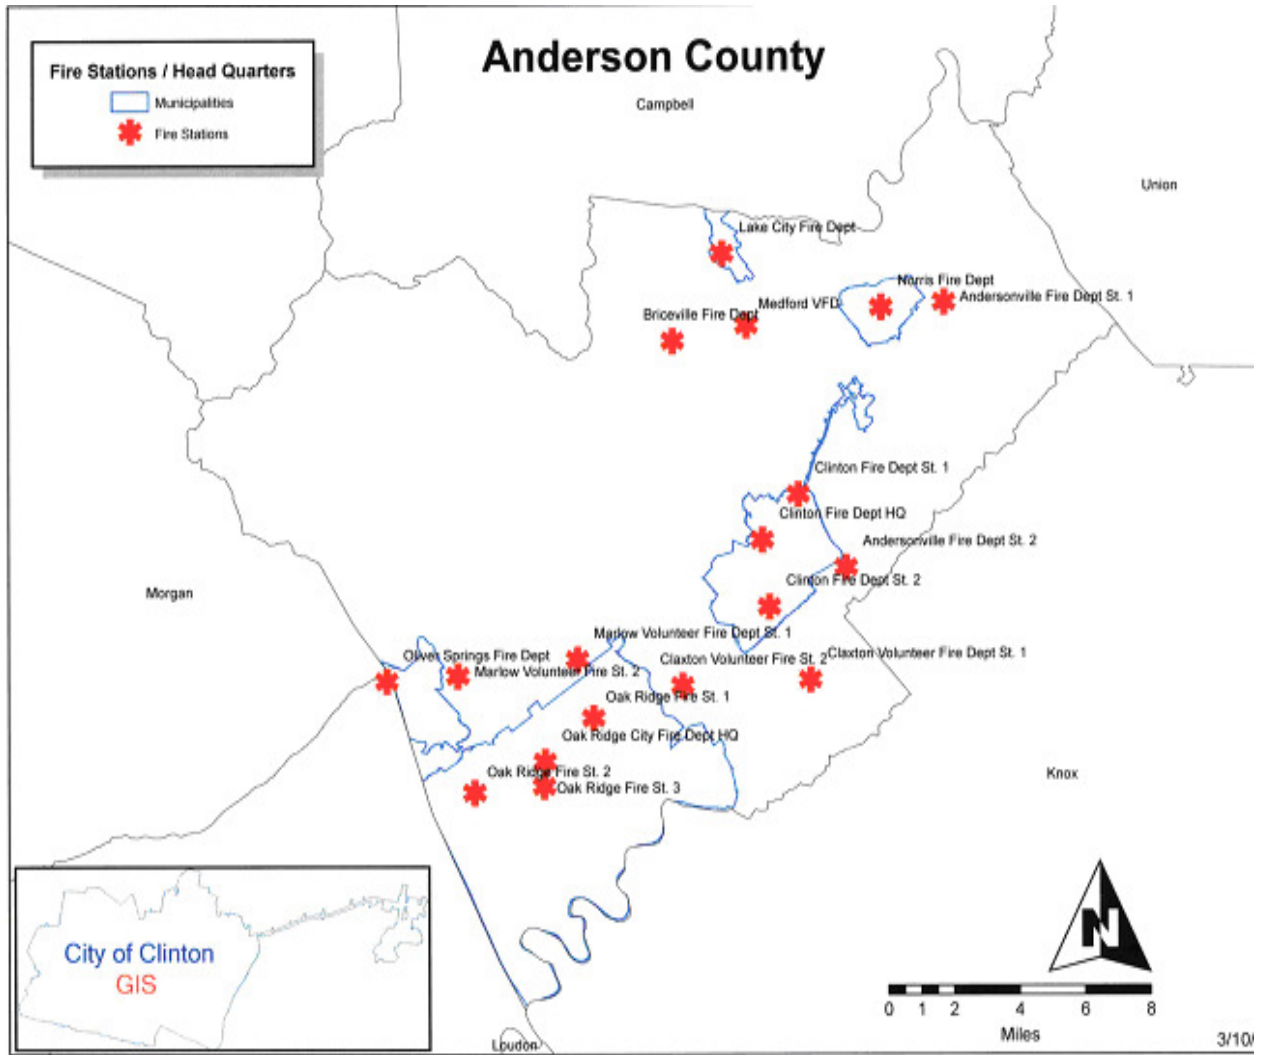 Anderson County
Fire Stations / Head Quarters
Municipalities
Fire Stations
Campbell
Union
Lake City Fire Dept
Norris Fire Dept
Andersonville Fire Dept St. 1
Medford VFD
Briceville Fire Dept
Clinton Fire Dept St. 1
Clinton Fire Dept HQ
Andersonville Fire Dept St. 2
Clinton Fire Dept St. 2
Morgan
Marlow Volunteer Fire Dept St. 1
Oliver Springs Fire Dept
Claxton Volunteer Fire St. 2
Claxton Volunteer Fire Dept St. 1
Marlow Volunteer Fire St. 2
Oak Ridge Fire St. 1
Oak Ridge City Fire Dept HQ
Oak Ridge Fire St. 2
Knox
Oak Ridge Fire St. 3
City of Clinton
GIS
N
0 1 2 4 6 8
Miles
Loudon
3/10/